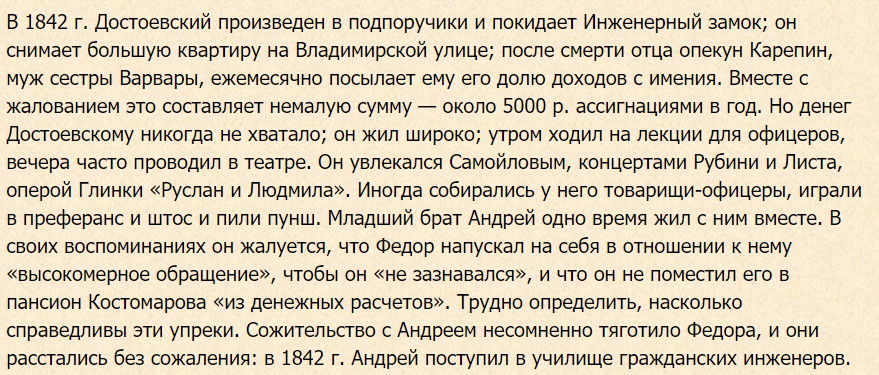 В 1842 г. Достоевский произведен в подпоручики и покидает Инженерный замок; он
снимает большую квартиру на Владимирской улице; после смерти отца опекун Карепин,
муж сестры Варвары, ежемесячно посылает ему его долю доходов с имения. Вместе с
жалованием это составляет немалую сумму — около 5000 р. ассигнациями в год. Но денег
Достоевскому никогда не хватало; он жил широко; утром ходил на лекции для офицеров,
вечера часто проводил в театре. Он увлекался Самойловым, концертами Рубини и Листа,
оперой Глинки «Руслан и Людмила». Иногда собирались у него товарищи-офицеры, играли
в преферанс и штос и пили пунш. Младший брат Андрей одно время жил с ним вместе. В
своих воспоминаниях он жалуется, что Федор напускал на себя в отношении к нему
«высокомерное обращение», чтобы он «не зазнавался», и что он не поместил его в
пансион Костомарова «из денежных расчетов». Трудно определить, насколько
справедливы эти упреки. Сожительство с Андреем несомненно тяготило Федора, и они
расстались без сожаления: в 1842 г. Андрей поступил в училище гражданских инженеров.